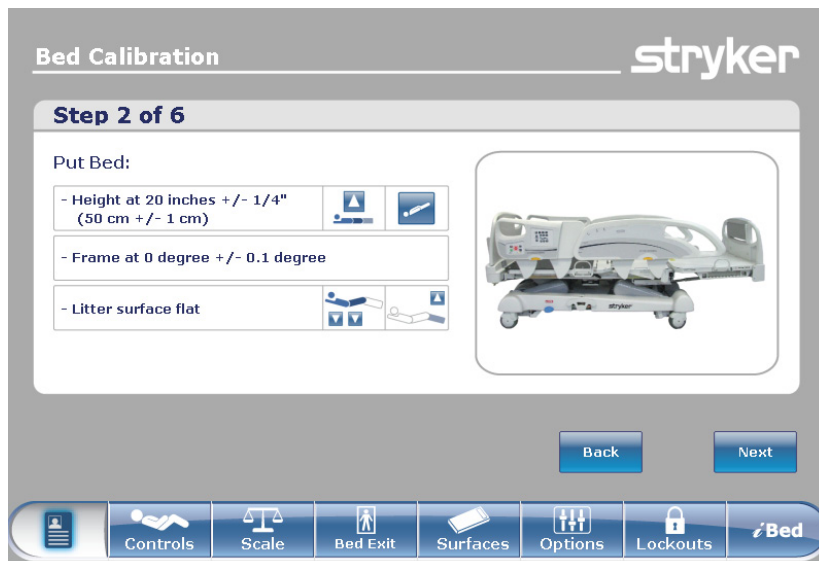 Bed Calibration
stryker
Step 2 of 6
Put Bed:
- Height at 20 inches +/- 1/4"
(50 cm +/- 1 cm)
- Frame at 0 degree +/- 0.1 degree
- Litter surface flat
stryker
Back
Next
Controls
Scale
Bed Exit
Surfaces
Options
Lockouts
iBed